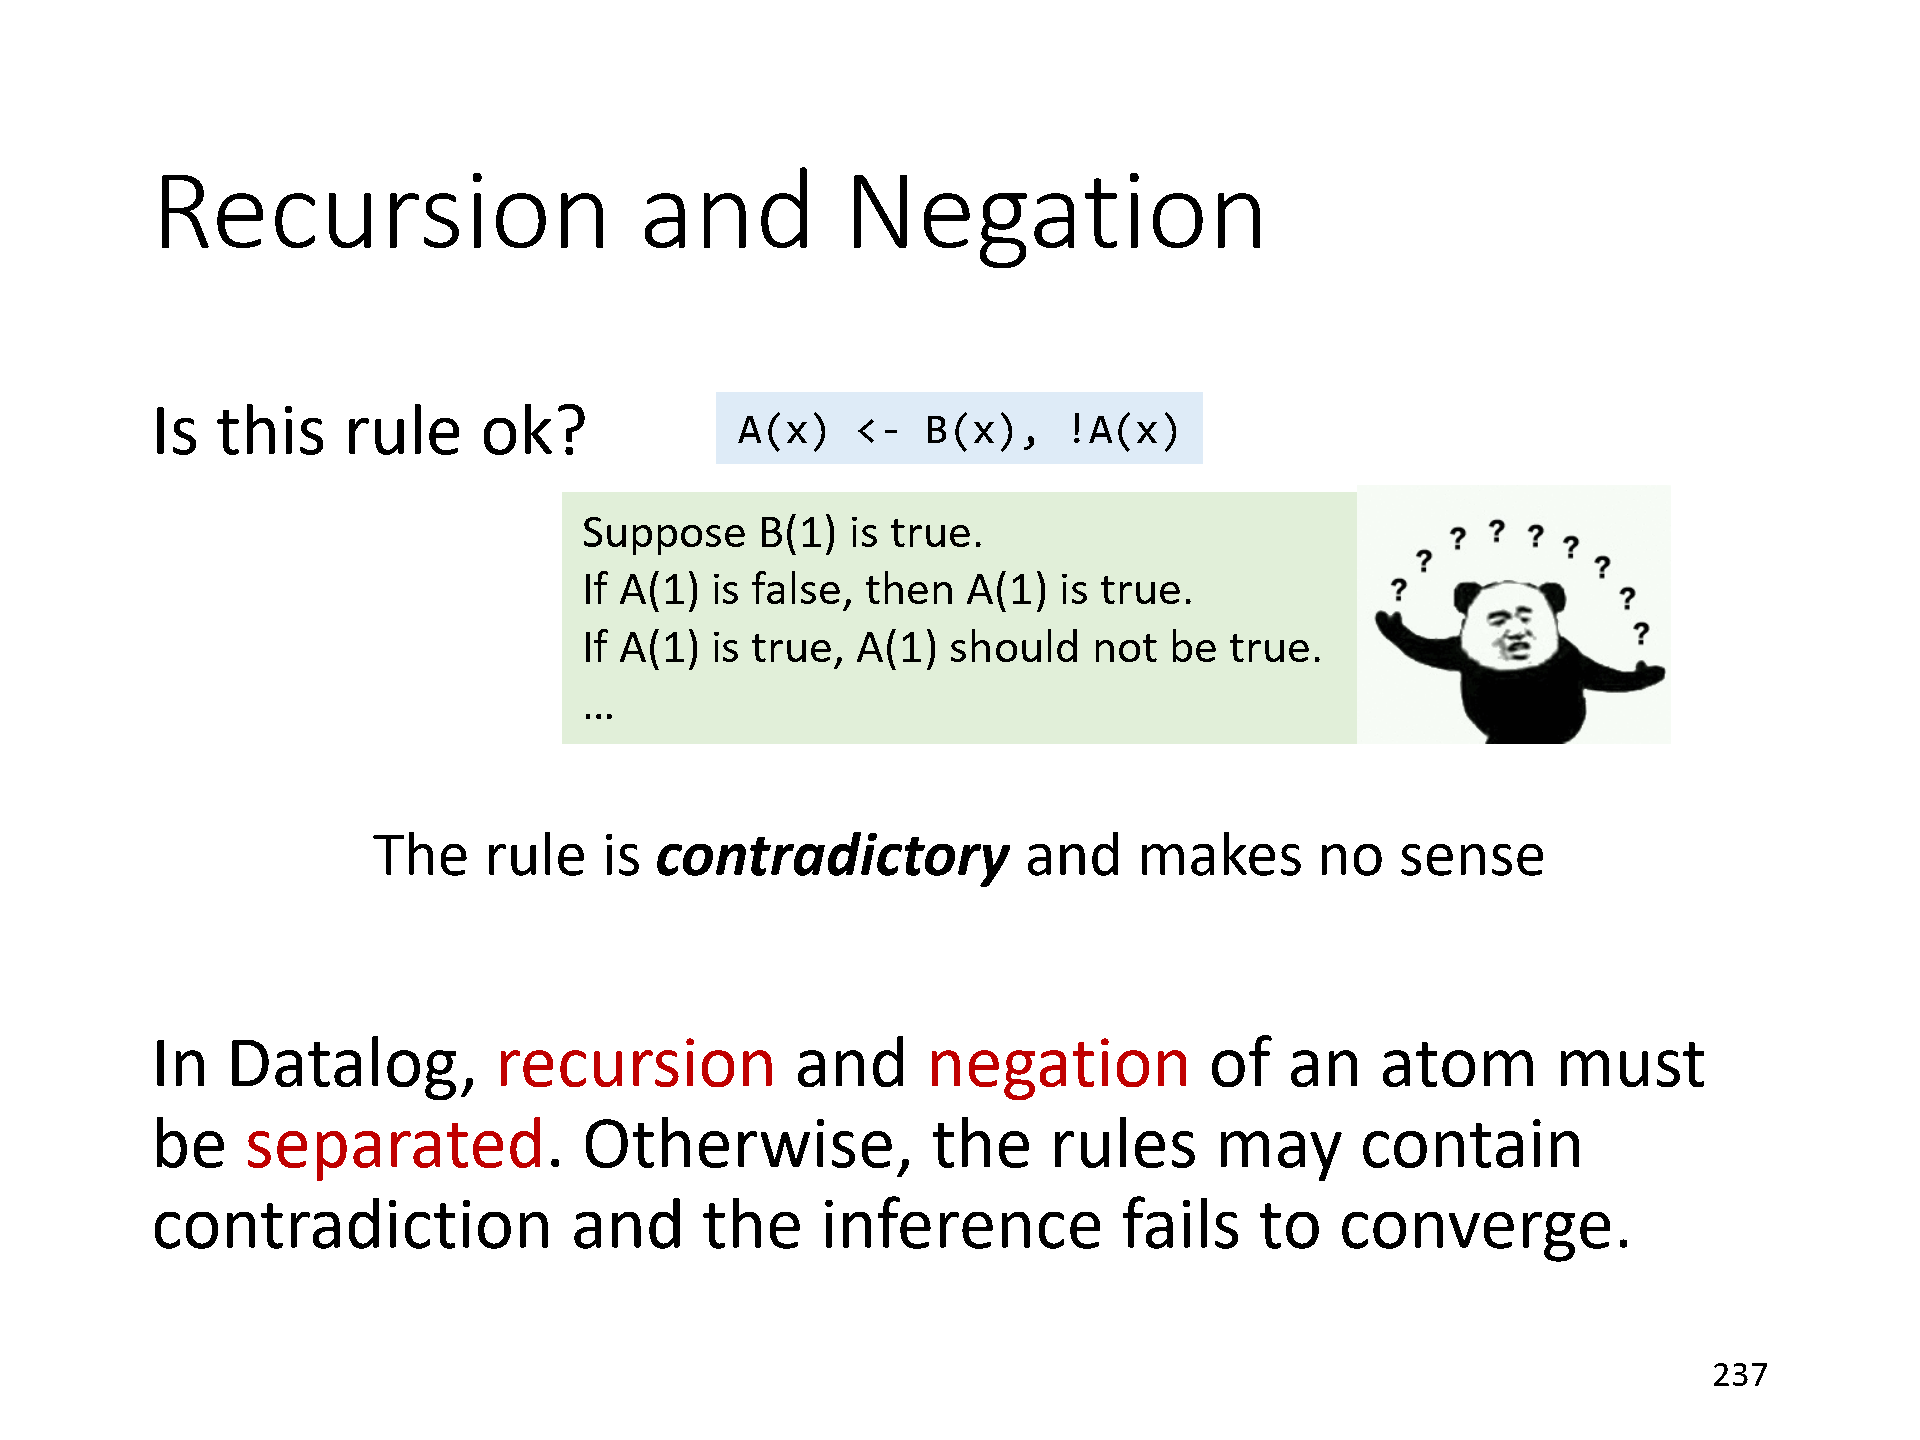 Recursion and Negation
Is this rule ok?
A(x) <- B(x), !A(x)
Suppose B(1) is true.
If A(1) is false, then A(1) is true.
If A(1) is true, A(1) should not be true.
…
? ? ? ? ? ? ? ? ?
The rule is contradictory and makes no sense
In Datalog, recursion and negation of an atom must
be separated. Otherwise, the rules may contain
contradiction and the inference fails to converge.
237